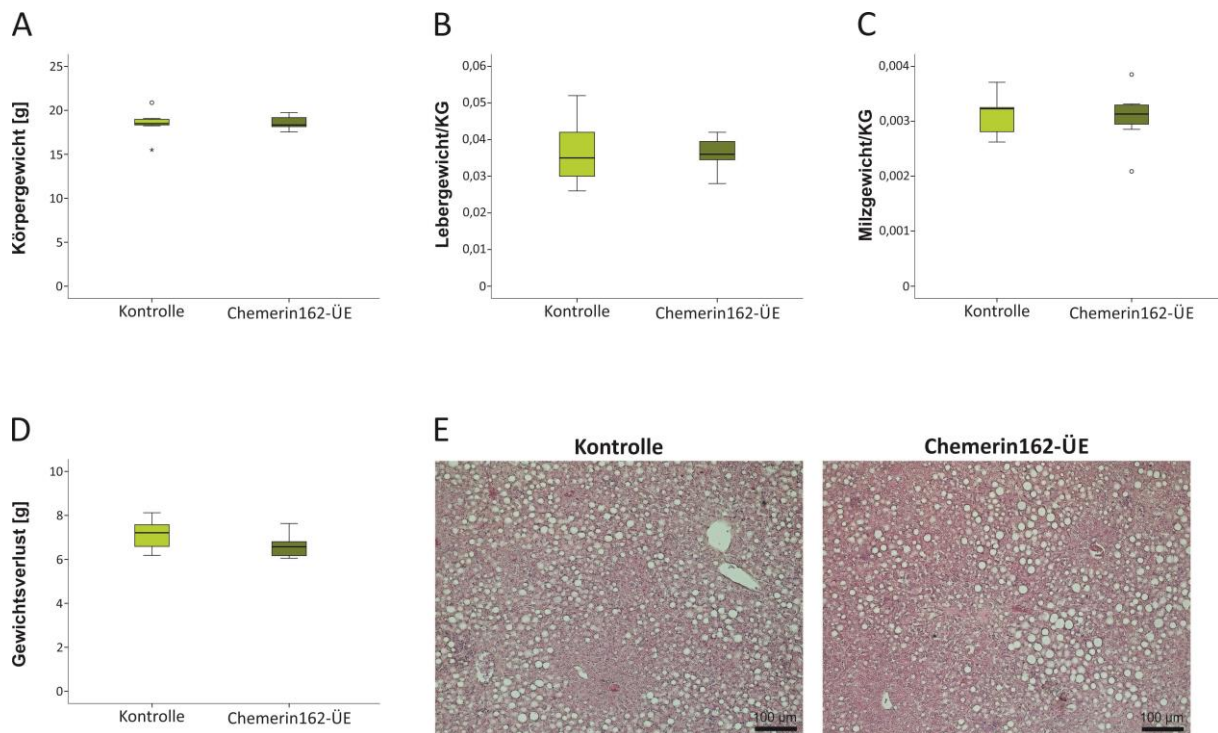 A
Körpergewicht [g]
25
20
15
10
5
0
Kontrolle
Chemerin162-ÜE
B
Lebergewicht/KG
0,06
0,05
0,04
0,03
0,02
0,01
0
Kontrolle
Chemerin162-ÜE
C
Milzgewicht/KG
0,004
0,003
0,002
0,001
0
Kontrolle
Chemerin162-ÜE
D
Gewichtsverlust [g]
10
8
6
4
2
0
Kontrolle
Chemerin162-ÜE
E
Kontrolle
Chemerin162-ÜE
100 µm
100 µm